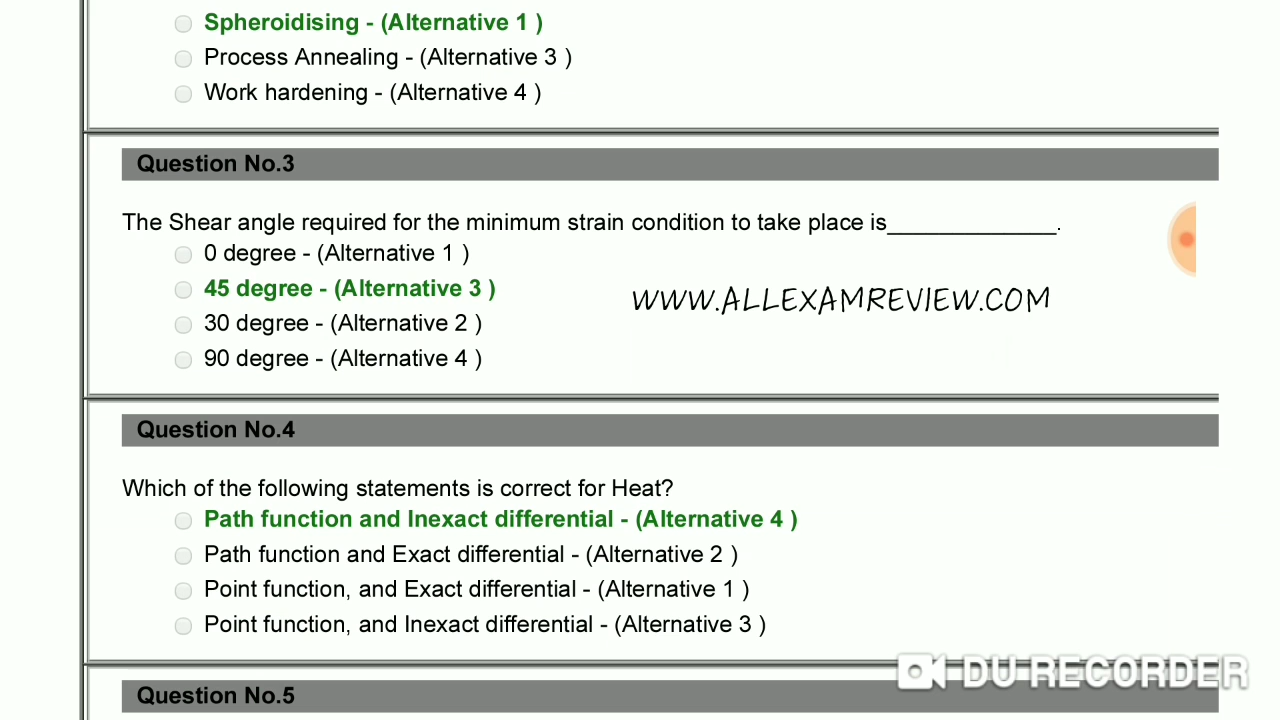 Spheroidising - (Alternative 1 )
Process Annealing - (Alternative 3 )
Work hardening - (Alternative 4 )
Question No.3
The Shear angle required for the minimum strain condition to take place is_____________.
0 degree - (Alternative 1 )
45 degree - (Alternative 3 )
WWW.ALLEXAMREVIEW.COM
30 degree - (Alternative 2 )
90 degree - (Alternative 4 )
Question No.4
Which of the following statements is correct for Heat?
Path function and Inexact differential - (Alternative 4 )
Path function and Exact differential - (Alternative 2 )
Point function, and Exact differential - (Alternative 1 )
Point function, and Inexact differential - (Alternative 3 )
DU RECORDER
Question No.5